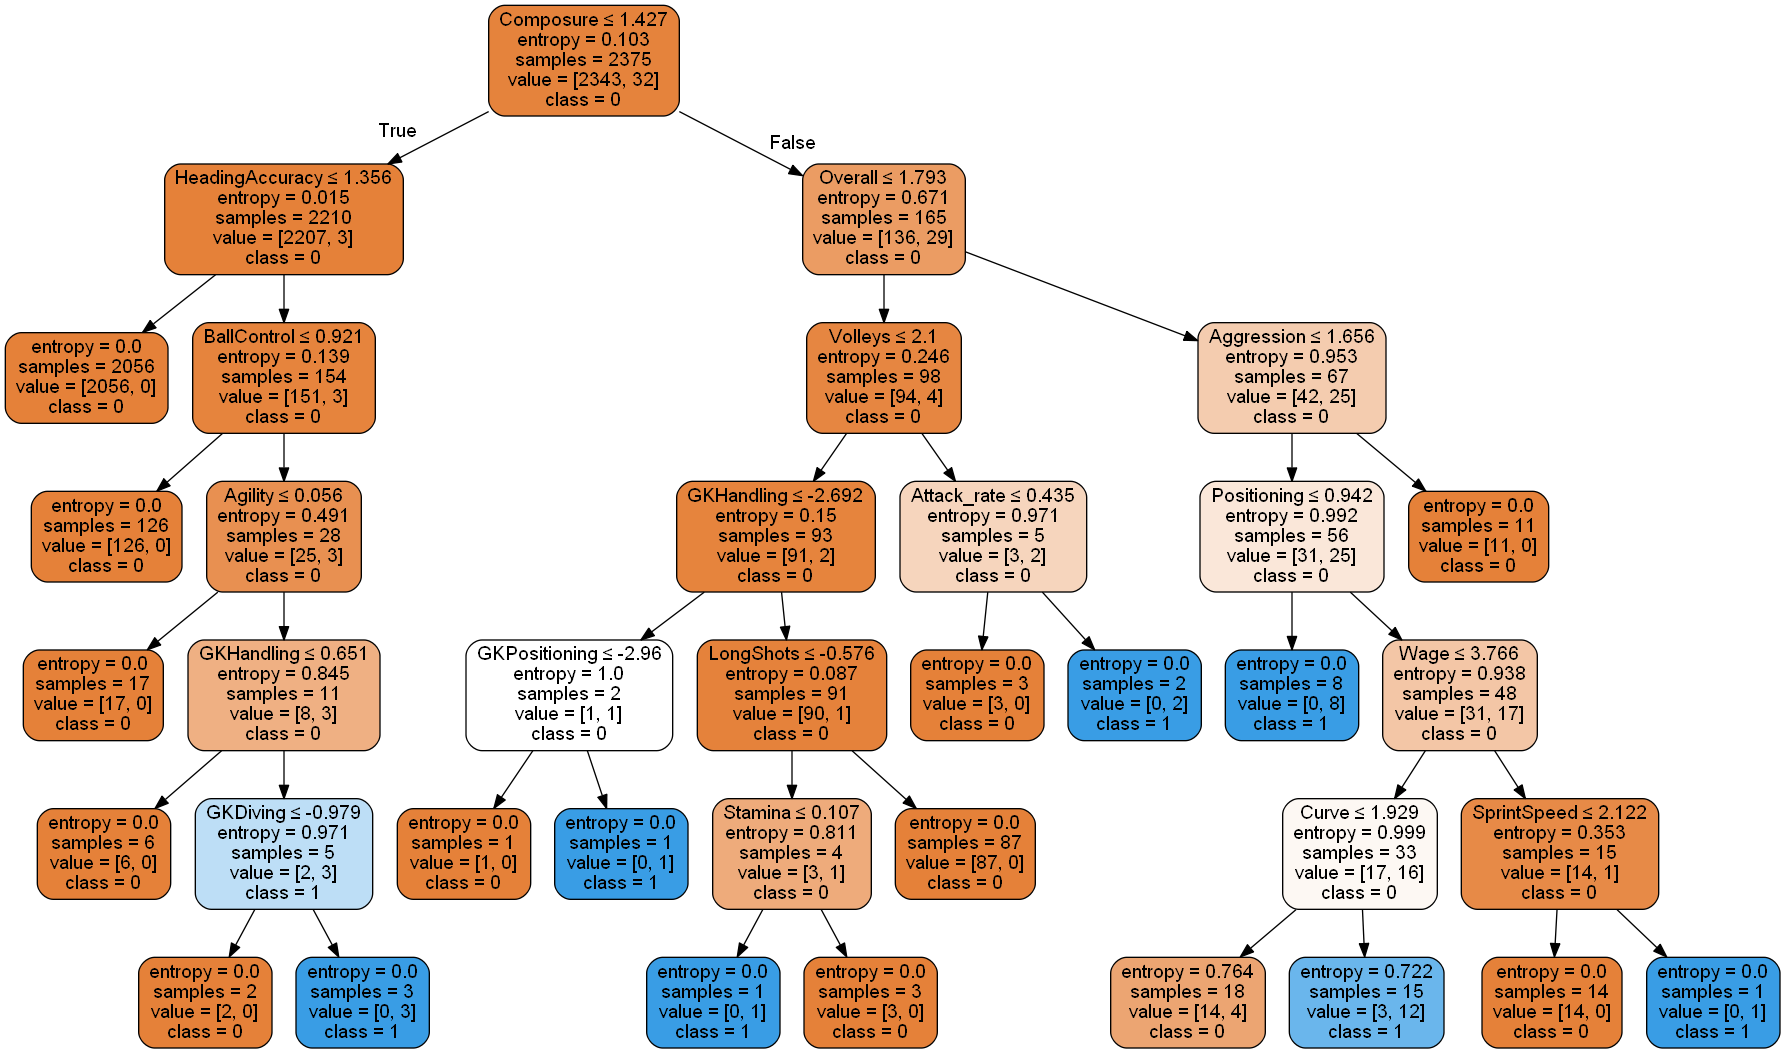 Composure ≤ 1.427
entropy = 0.103
samples = 2375
value = [2343, 32]
class = 0
True
False
HeadingAccuracy ≤ 1.356
entropy = 0.015
samples = 2210
value = [2207, 3]
class = 0
Overall ≤ 1.793
entropy = 0.671
samples = 165
value = [136, 29]
class = 0
entropy = 0.0
samples = 2056
value = [2056, 0]
class = 0
BallControl ≤ 0.921
entropy = 0.139
samples = 154
value = [151, 3]
class = 0
Volleys ≤ 2.1
entropy = 0.246
samples = 98
value = [94, 4]
class = 0
Aggression ≤ 1.656
entropy = 0.953
samples = 67
value = [42, 25]
class = 0
entropy = 0.0
samples = 126
value = [126, 0]
class = 0
Agility ≤ 0.056
entropy = 0.491
samples = 28
value = [25, 3]
class = 0
GKHandling ≤ -2.692
entropy = 0.15
samples = 93
value = [91, 2]
class = 0
Attack_rate ≤ 0.435
entropy = 0.971
samples = 5
value = [3, 2]
class = 0
Positioning ≤ 0.942
entropy = 0.992
samples = 56
value = [31, 25]
class = 0
entropy = 0.0
samples = 11
value = [11, 0]
class = 0
entropy = 0.0
samples = 17
value = [17, 0]
class = 0
GKHandling ≤ 0.651
entropy = 0.845
samples = 11
value = [8, 3]
class = 0
GKPositioning ≤ -2.96
entropy = 1.0
samples = 2
value = [1, 1]
class = 0
LongShots ≤ -0.576
entropy = 0.087
samples = 91
value = [90, 1]
class = 0
entropy = 0.0
samples = 3
value = [3, 0]
class = 0
entropy = 0.0
samples = 2
value = [0, 2]
class = 1
entropy = 0.0
samples = 8
value = [0, 8]
class = 1
Wage ≤ 3.766
entropy = 0.938
samples = 48
value = [31, 17]
class = 0
entropy = 0.0
samples = 6
value = [6, 0]
class = 0
GKDiving ≤ -0.979
entropy = 0.971
samples = 5
value = [2, 3]
class = 1
entropy = 0.0
samples = 1
value = [1, 0]
class = 0
entropy = 0.0
samples = 1
value = [0, 1]
class = 1
Stamina ≤ 0.107
entropy = 0.811
samples = 4
value = [3, 1]
class = 0
entropy = 0.0
samples = 87
value = [87, 0]
class = 0
Curve ≤ 1.929
entropy = 0.999
samples = 33
value = [17, 16]
class = 0
SprintSpeed ≤ 2.122
entropy = 0.353
samples = 15
value = [14, 1]
class = 0
entropy = 0.0
samples = 2
value = [2, 0]
class = 0
entropy = 0.0
samples = 3
value = [0, 3]
class = 1
entropy = 0.0
samples = 1
value = [0, 1]
class = 1
entropy = 0.0
samples = 3
value = [3, 0]
class = 0
entropy = 0.764
samples = 18
value = [14, 4]
class = 0
entropy = 0.722
samples = 15
value = [3, 12]
class = 1
entropy = 0.0
samples = 14
value = [14, 0]
class = 0
entropy = 0.0
samples = 1
value = [0, 1]
class = 1